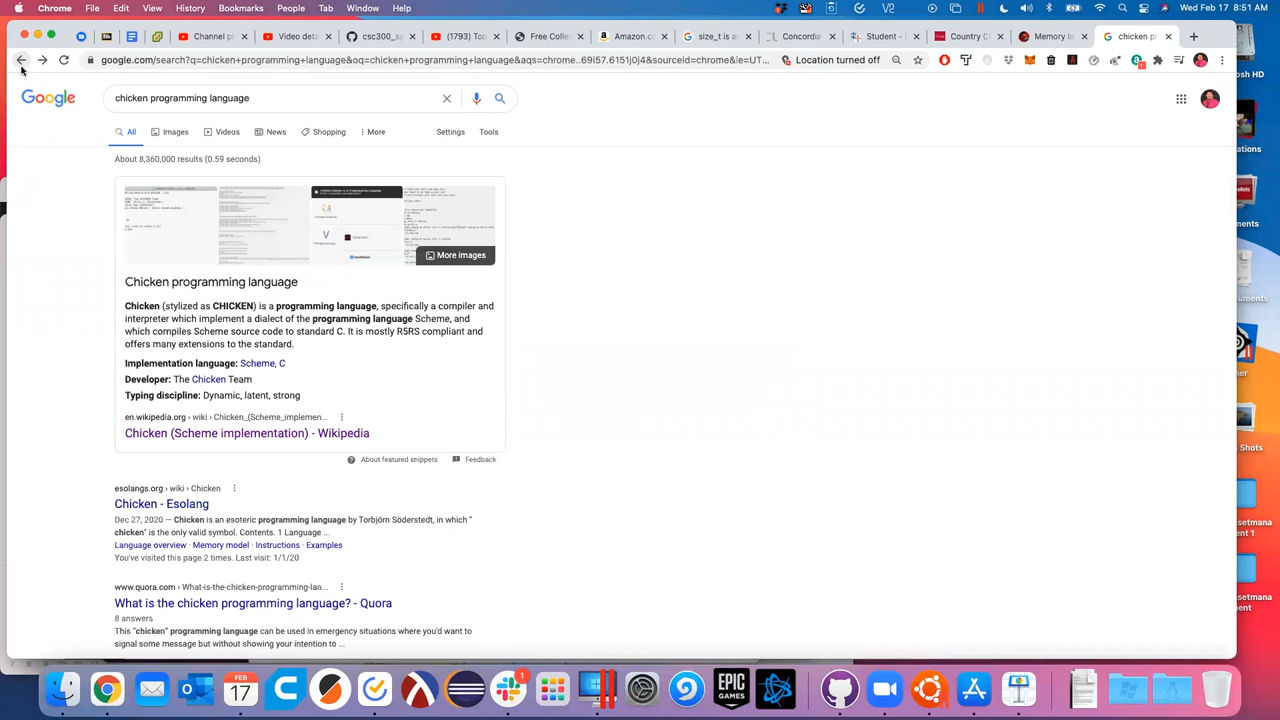 Chrome File Edit View History Bookmarks People Tab Window Help Wed Feb 17 8:51 AM
Channel pl (1793) Top Video deta csc300_sp Free Collec Amazon.co size_t is a Concordia Student - Country C Memory In chicken pr
google.com/search?q=chicken+programming+language&oq=chicken+programming+language&aqs=chrome..69i57.6151j0j4&sourceid=chrome&ie=UT... Location turned off
Google chicken programming language
All Images Videos News Shopping More Settings Tools
About 8,360,000 results (0.59 seconds)
More images
Chicken programming language
Chicken (stylized as CHICKEN) is a programming language, specifically a compiler and
interpreter which implement a dialect of the programming language Scheme, and
which compiles Scheme source code to standard C. It is mostly R5RS compliant and
offers many extensions to the standard.
Implementation language: Scheme, C
Developer: The Chicken Team
Typing discipline: Dynamic, latent, strong
en.wikipedia.org › wiki › Chicken_(Scheme_implemen...
Chicken (Scheme implementation) - Wikipedia
About featured snippets Feedback
esolangs.org › wiki › Chicken
Chicken - Esolang
Dec 27, 2020 — Chicken is an esoteric programming language by Torbjörn Söderstedt, in which "
chicken" is the only valid symbol. Contents. 1 Language ...
Language overview · Memory model · Instructions · Examples
You've visited this page 2 times. Last visit: 1/1/20
www.quora.com › What-is-the-chicken-programming-lan...
What is the chicken programming language? - Quora
8 answers
This "chicken" programming language can be used in emergency situations where you'd want to
signal some message but without showing your intention to ...
FEB
17
1
EPIC
GAMES